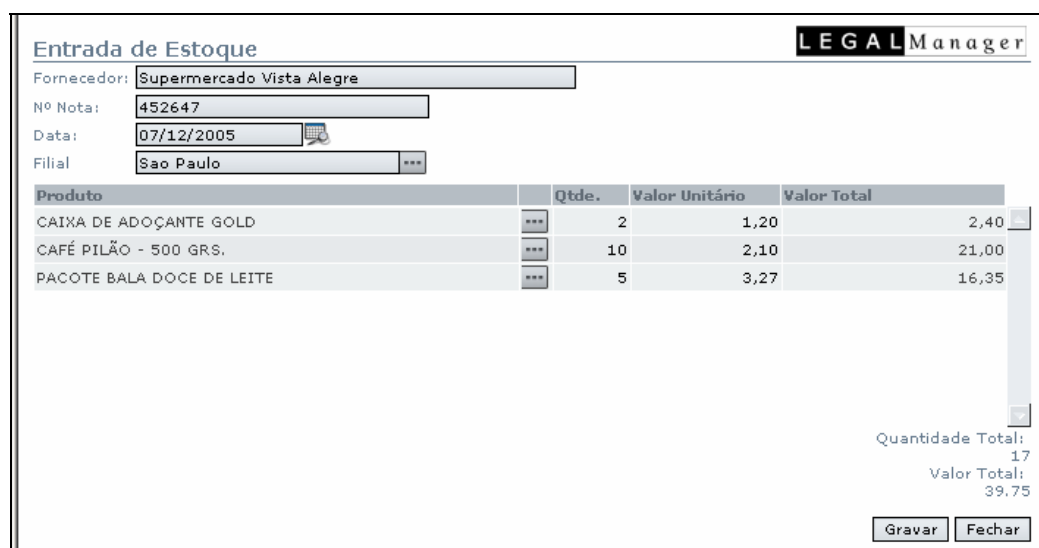 LEGALManager
Entrada de Estoque
Fornecedor: Supermercado Vista Alegre
Nº Nota: 452647
Data: 07/12/2005
Filial Sao Paulo ...
Produto Qtde. Valor Unitário Valor Total
CAIXA DE ADOÇANTE GOLD ... 2 1,20 2,40
CAFÉ PILÃO - 500 GRS. ... 10 2,10 21,00
PACOTE BALA DOCE DE LEITE ... 5 3,27 16,35
Quantidade Total:
17
Valor Total:
39.75
Gravar Fechar